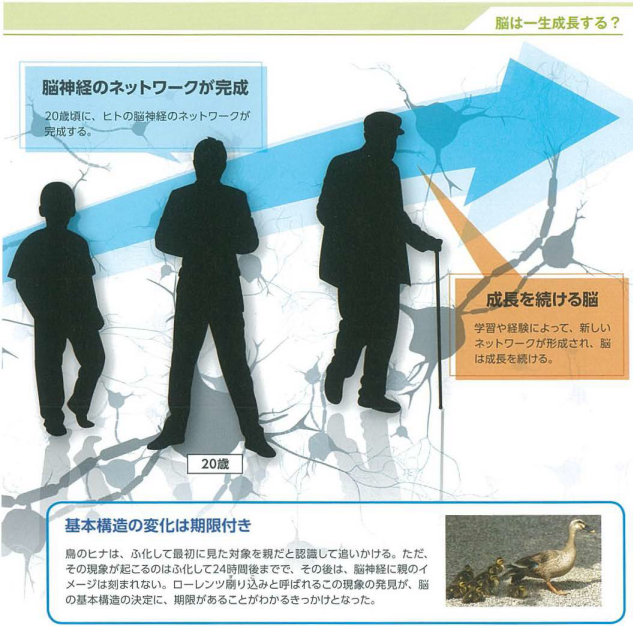 脳は一生成長する？
脳神経のネットワークが完成
20歳頃に、ヒトの脳神経のネットワークが
完成する。
成長を続ける脳
学習や経験によって、新しい
ネットワークが形成され、脳
は成長を続ける。
20歳
基本構造の変化は期限付き
鳥のヒナは、ふ化して最初に見た対象を親だと認識して追いかける。ただ、
その現象が起こるのはふ化して24時間後までで、その後は、脳神経に親のイ
メージは刻まれない。ローレンツ刷り込みと呼ばれるこの現象の発見が、脳
の基本構造の決定に、期限があることがわかるきっかけとなった。